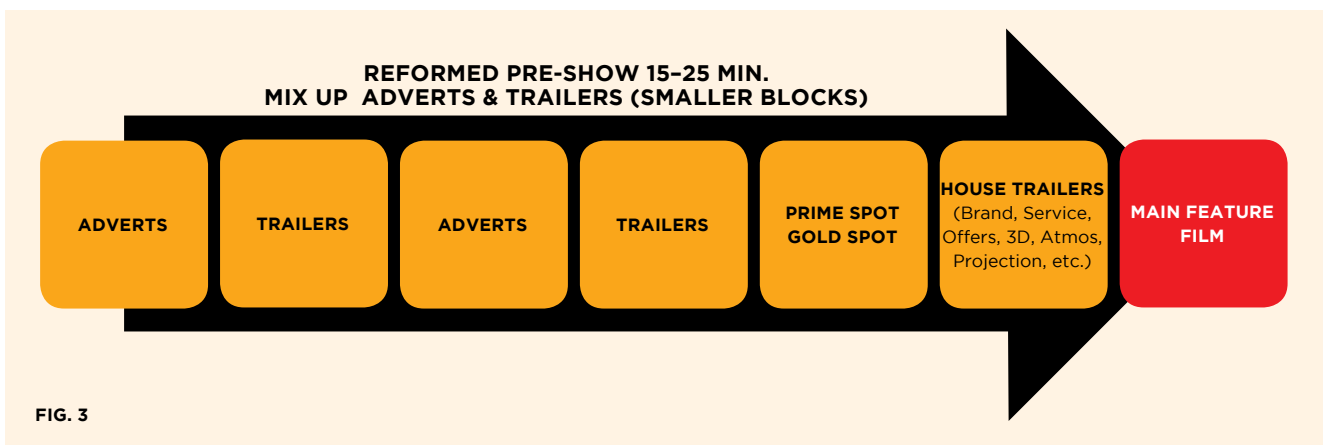 REFORMED PRE-SHOW 15–25 MIN.
MIX UP ADVERTS & TRAILERS (SMALLER BLOCKS)
ADVERTS
TRAILERS
ADVERTS
TRAILERS
PRIME SPOT
GOLD SPOT
HOUSE TRAILERS
(Brand, Service,
Offers, 3D, Atmos,
Projection, etc.)
MAIN FEATURE
FILM
FIG. 3